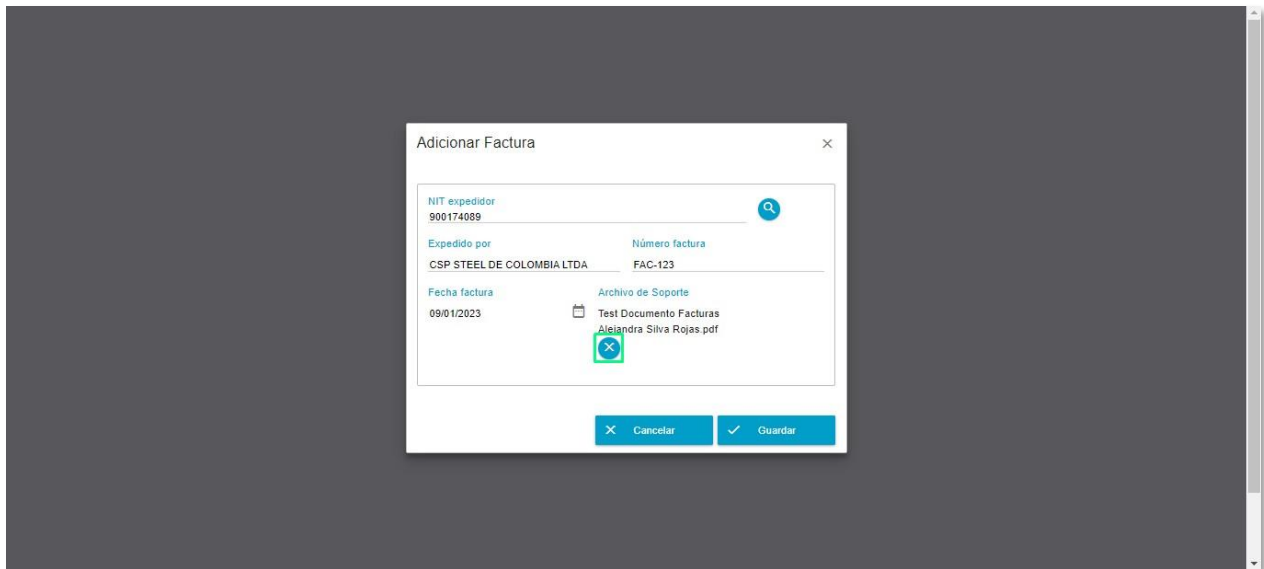 Adicionar Factura
NIT expedidor
900174089
Expedido por
Número factura
CSP STEEL DE COLOMBIA LTDA
FAC-123
Fecha factura
Archivo de Soporte
09/01/2023
Test Documento Facturas
Alejandra Silva Rojas.pdf
Cancelar
Guardar